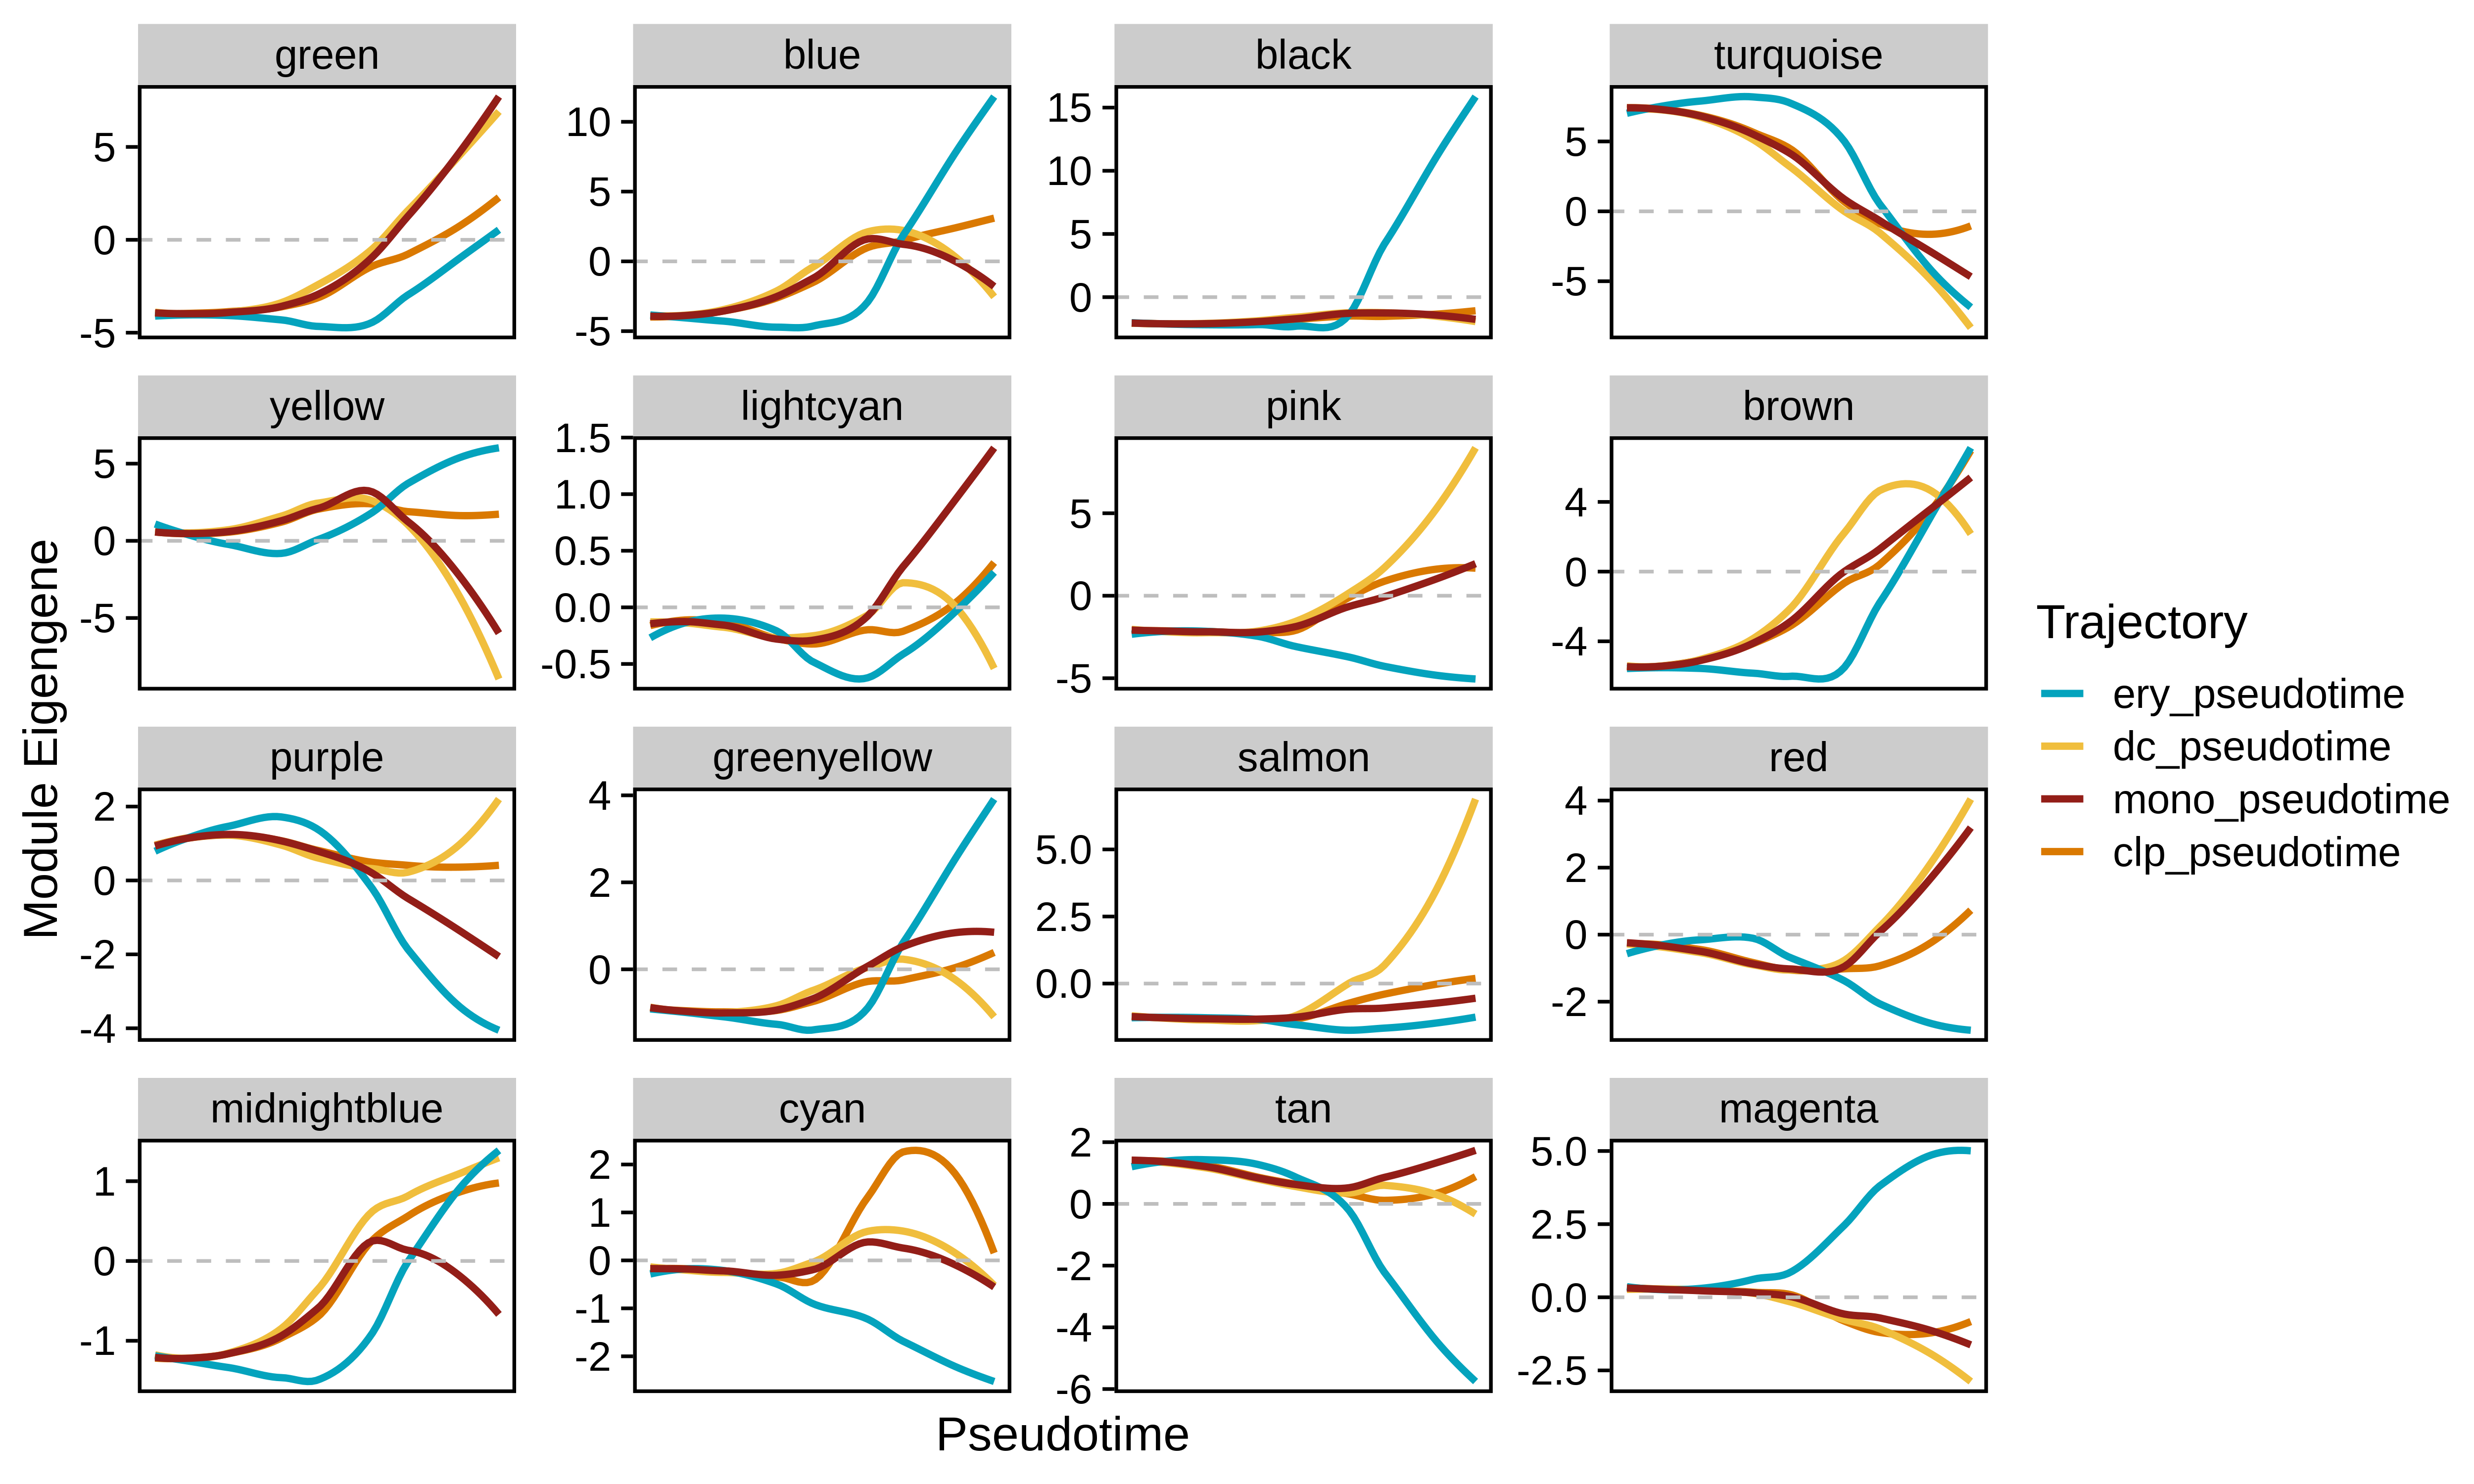 green
blue
black
turquoise
5
0
-5
10
5
0
-5
15
10
5
0
5
0
-5
yellow
lightcyan
pink
brown
5
0
-5
1.5
1.0
0.5
0.0
-0.5
5
0
-5
4
0
-4
purple
greenyellow
salmon
red
2
0
-2
-4
4
2
0
5.0
2.5
0.0
4
2
0
-2
midnightblue
cyan
tan
magenta
1
0
-1
2
1
0
-1
-2
2
0
-2
-4
-6
5.0
2.5
0.0
-2.5
Module Eigengene
Pseudotime
Trajectory
ery_pseudotime
dc_pseudotime
mono_pseudotime
clp_pseudotime